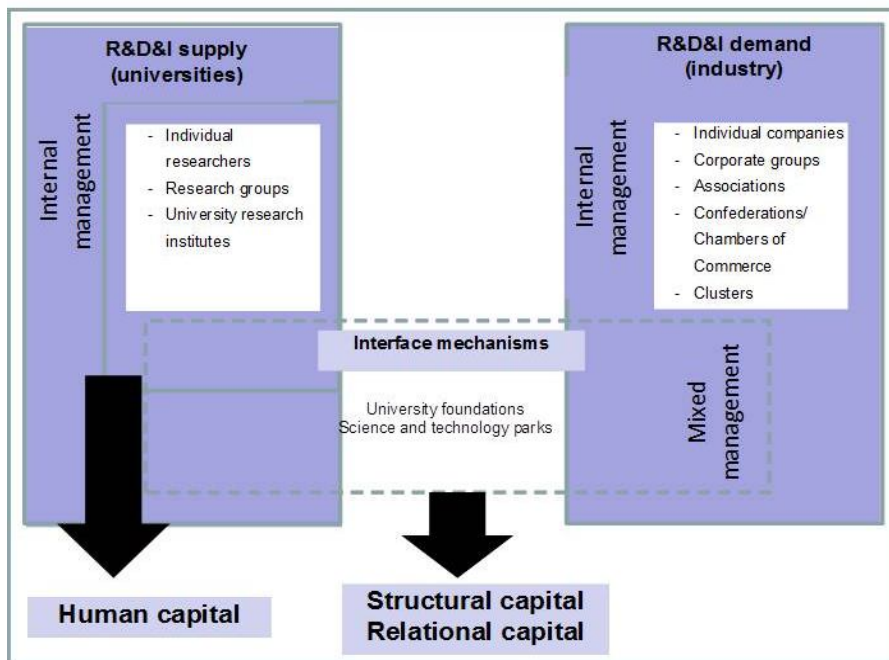 R&D&I supply
(universities)
Internal
management
- Individual
researchers
- Research groups
- University research
institutes
R&D&I demand
(industry)
Internal
management
- Individual companies
- Corporate groups
- Associations
- Confederations/
Chambers of
Commerce
- Clusters
Interface mechanisms
University foundations
Science and technology parks
Mixed
management
Human capital
Structural capital
Relational capital